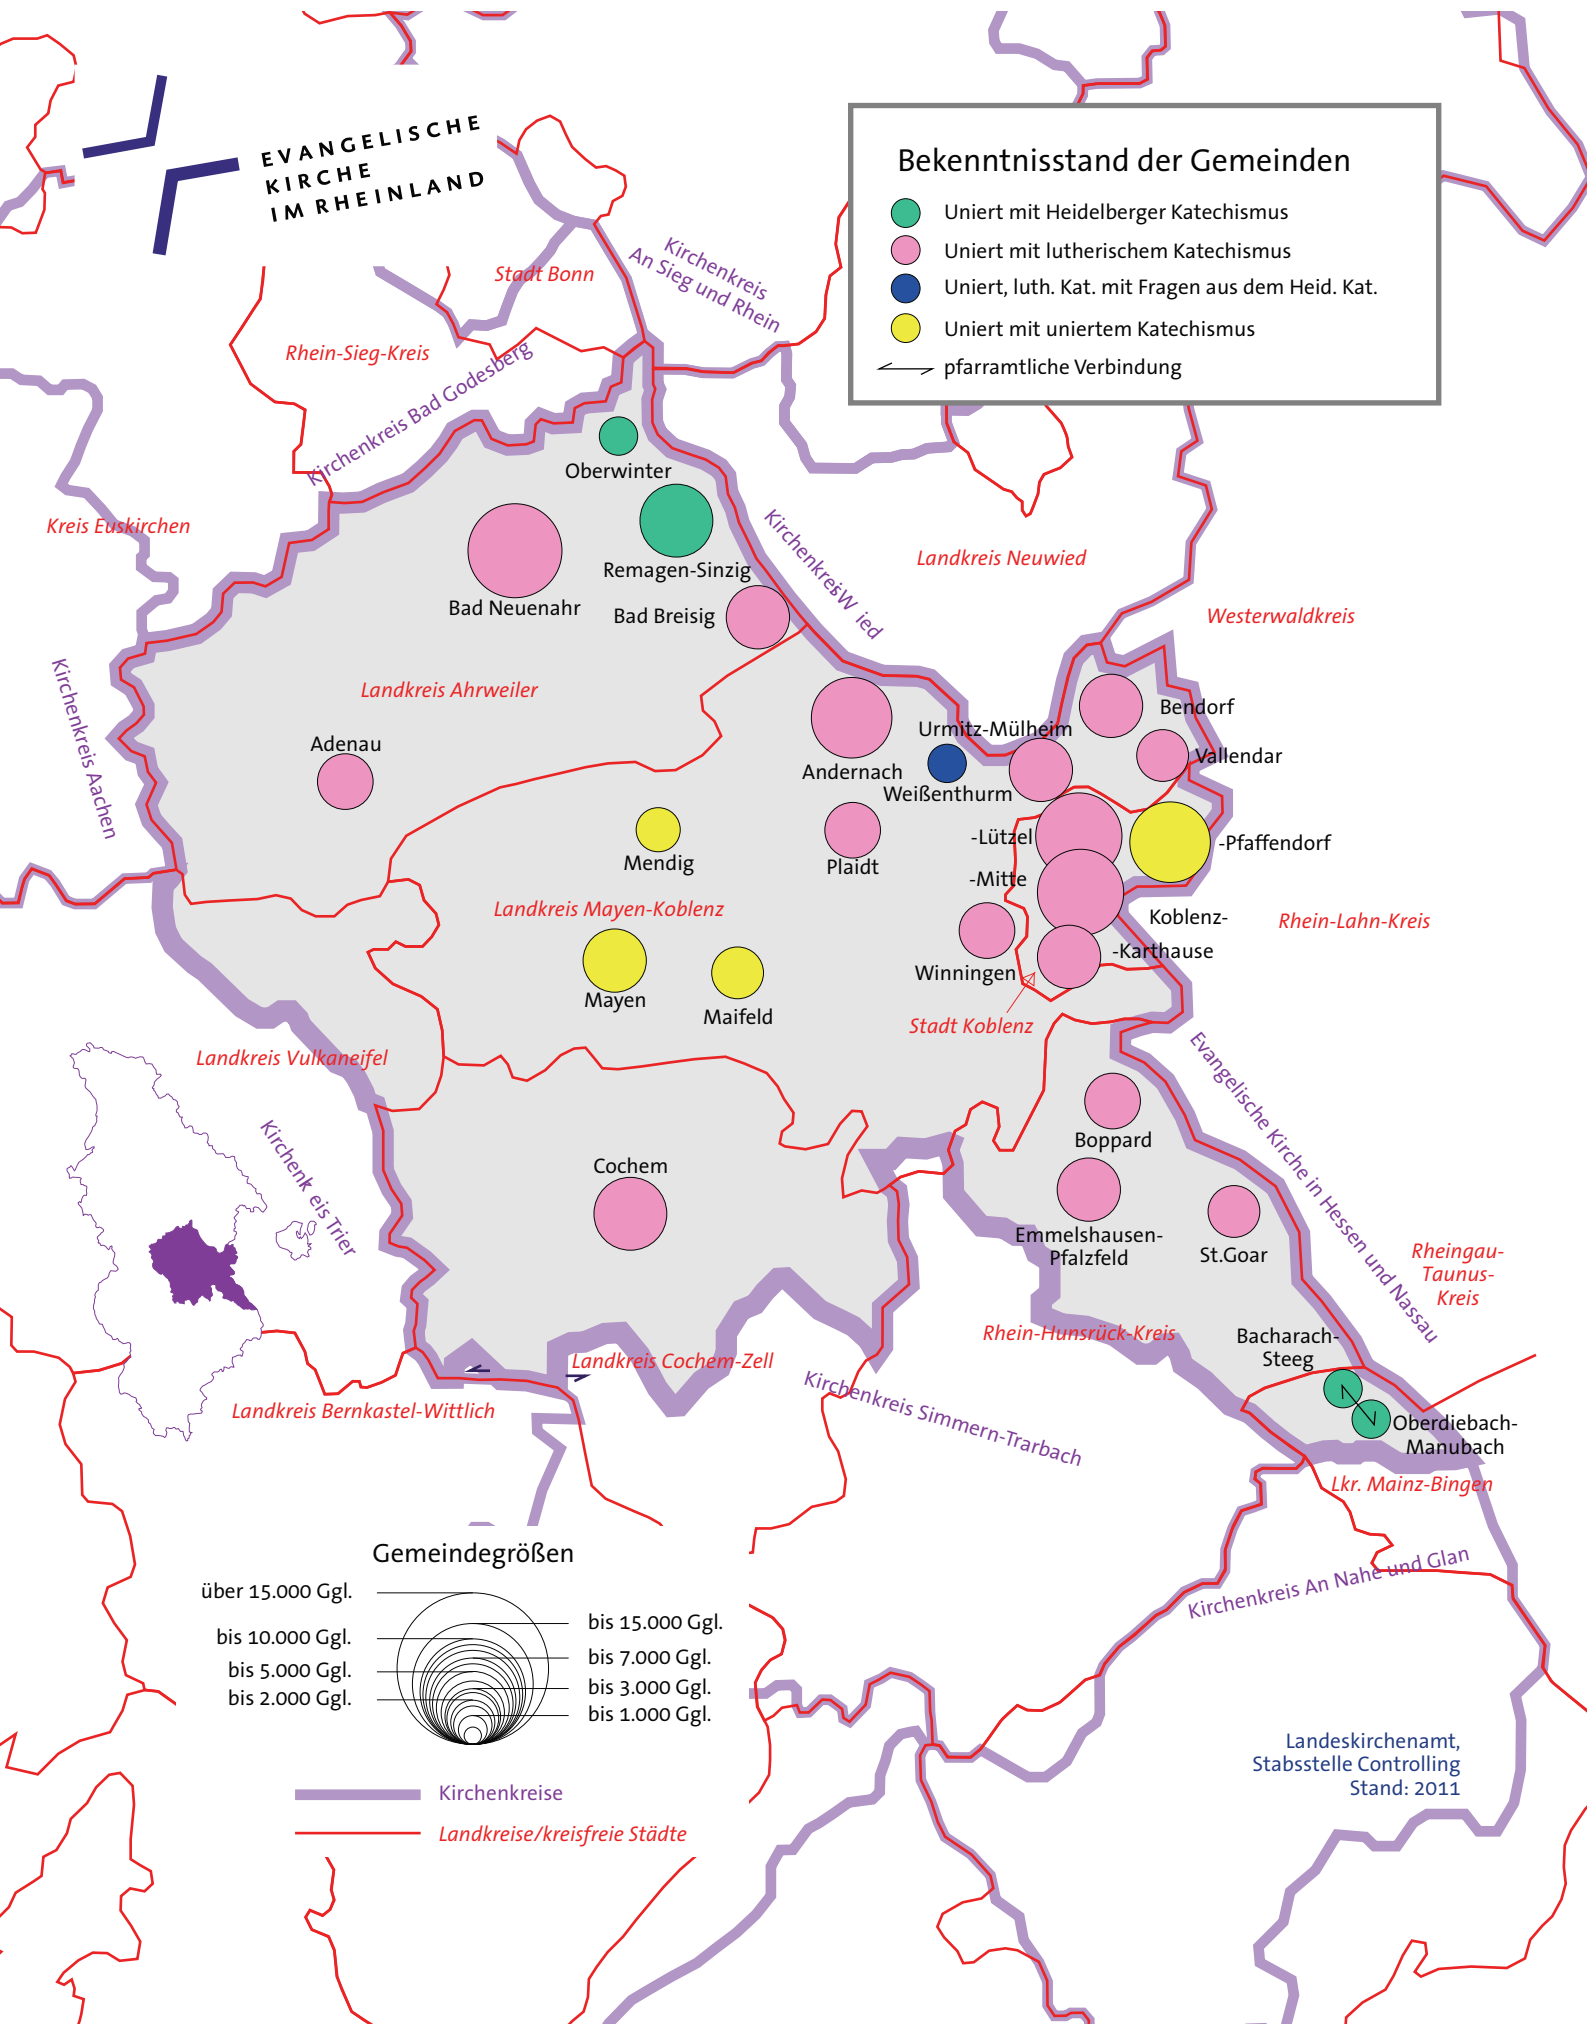 EVANGELISCHE
KIRCHE
IM RHEINLAND
Bekenntnisstand der Gemeinden
Uniert mit Heidelberger Katechismus
Uniert mit lutherischem Katechismus
Uniert, luth. Kat. mit Fragen aus dem Heid. Kat.
Uniert mit uniertem Katechismus
pfarramtliche Verbindung
Kirchenkreis
An Sieg und Rhein
Stadt Bonn
Rhein-Sieg-Kreis
Kirchenkreis Bad Godesberg
Oberwinter
Kreis Euskirchen
Remagen-Sinzig
Bad Neuenahr
Bad Breisig
Kirchenkreis Wied
Landkreis Neuwied
Westerwaldkreis
Kirchenkreis Aachen
Landkreis Ahrweiler
Bendorf
Urmitz-Mülheim
Adenau
Vallendar
Andernach
Weißenthurm
-Lützel
-Pfaffendorf
Mendig
Plaidt
-Mitte
Landkreis Mayen-Koblenz
Koblenz-
Rhein-Lahn-Kreis
-Karthause
Winningen
Mayen
Maifeld
Stadt Koblenz
Landkreis Vulkaneifel
Evangelische Kirche in Hessen und Nassau
Kirchenk eis Trier
Boppard
Cochem
Emmelshausen-
Pfalzfeld
St.Goar
Rheingau-
Taunus-
Kreis
Rhein-Hunsrück-Kreis
Bacharach-
Steeg
Landkreis Cochem-Zell
Kirchenkreis Simmern-Trarbach
Landkreis Bernkastel-Wittlich
Oberdiebach-
Manubach
Lkr. Mainz-Bingen
Kirchenkreis An Nahe und Glan
Gemeindegrößen
über 15.000 Ggl.
bis 15.000 Ggl.
bis 10.000 Ggl.
bis 7.000 Ggl.
bis 5.000 Ggl.
bis 3.000 Ggl.
bis 2.000 Ggl.
bis 1.000 Ggl.
Kirchenkreise
Landkreise/kreisfreie Städte
Landeskirchenamt,
Stabsstelle Controlling
Stand: 2011